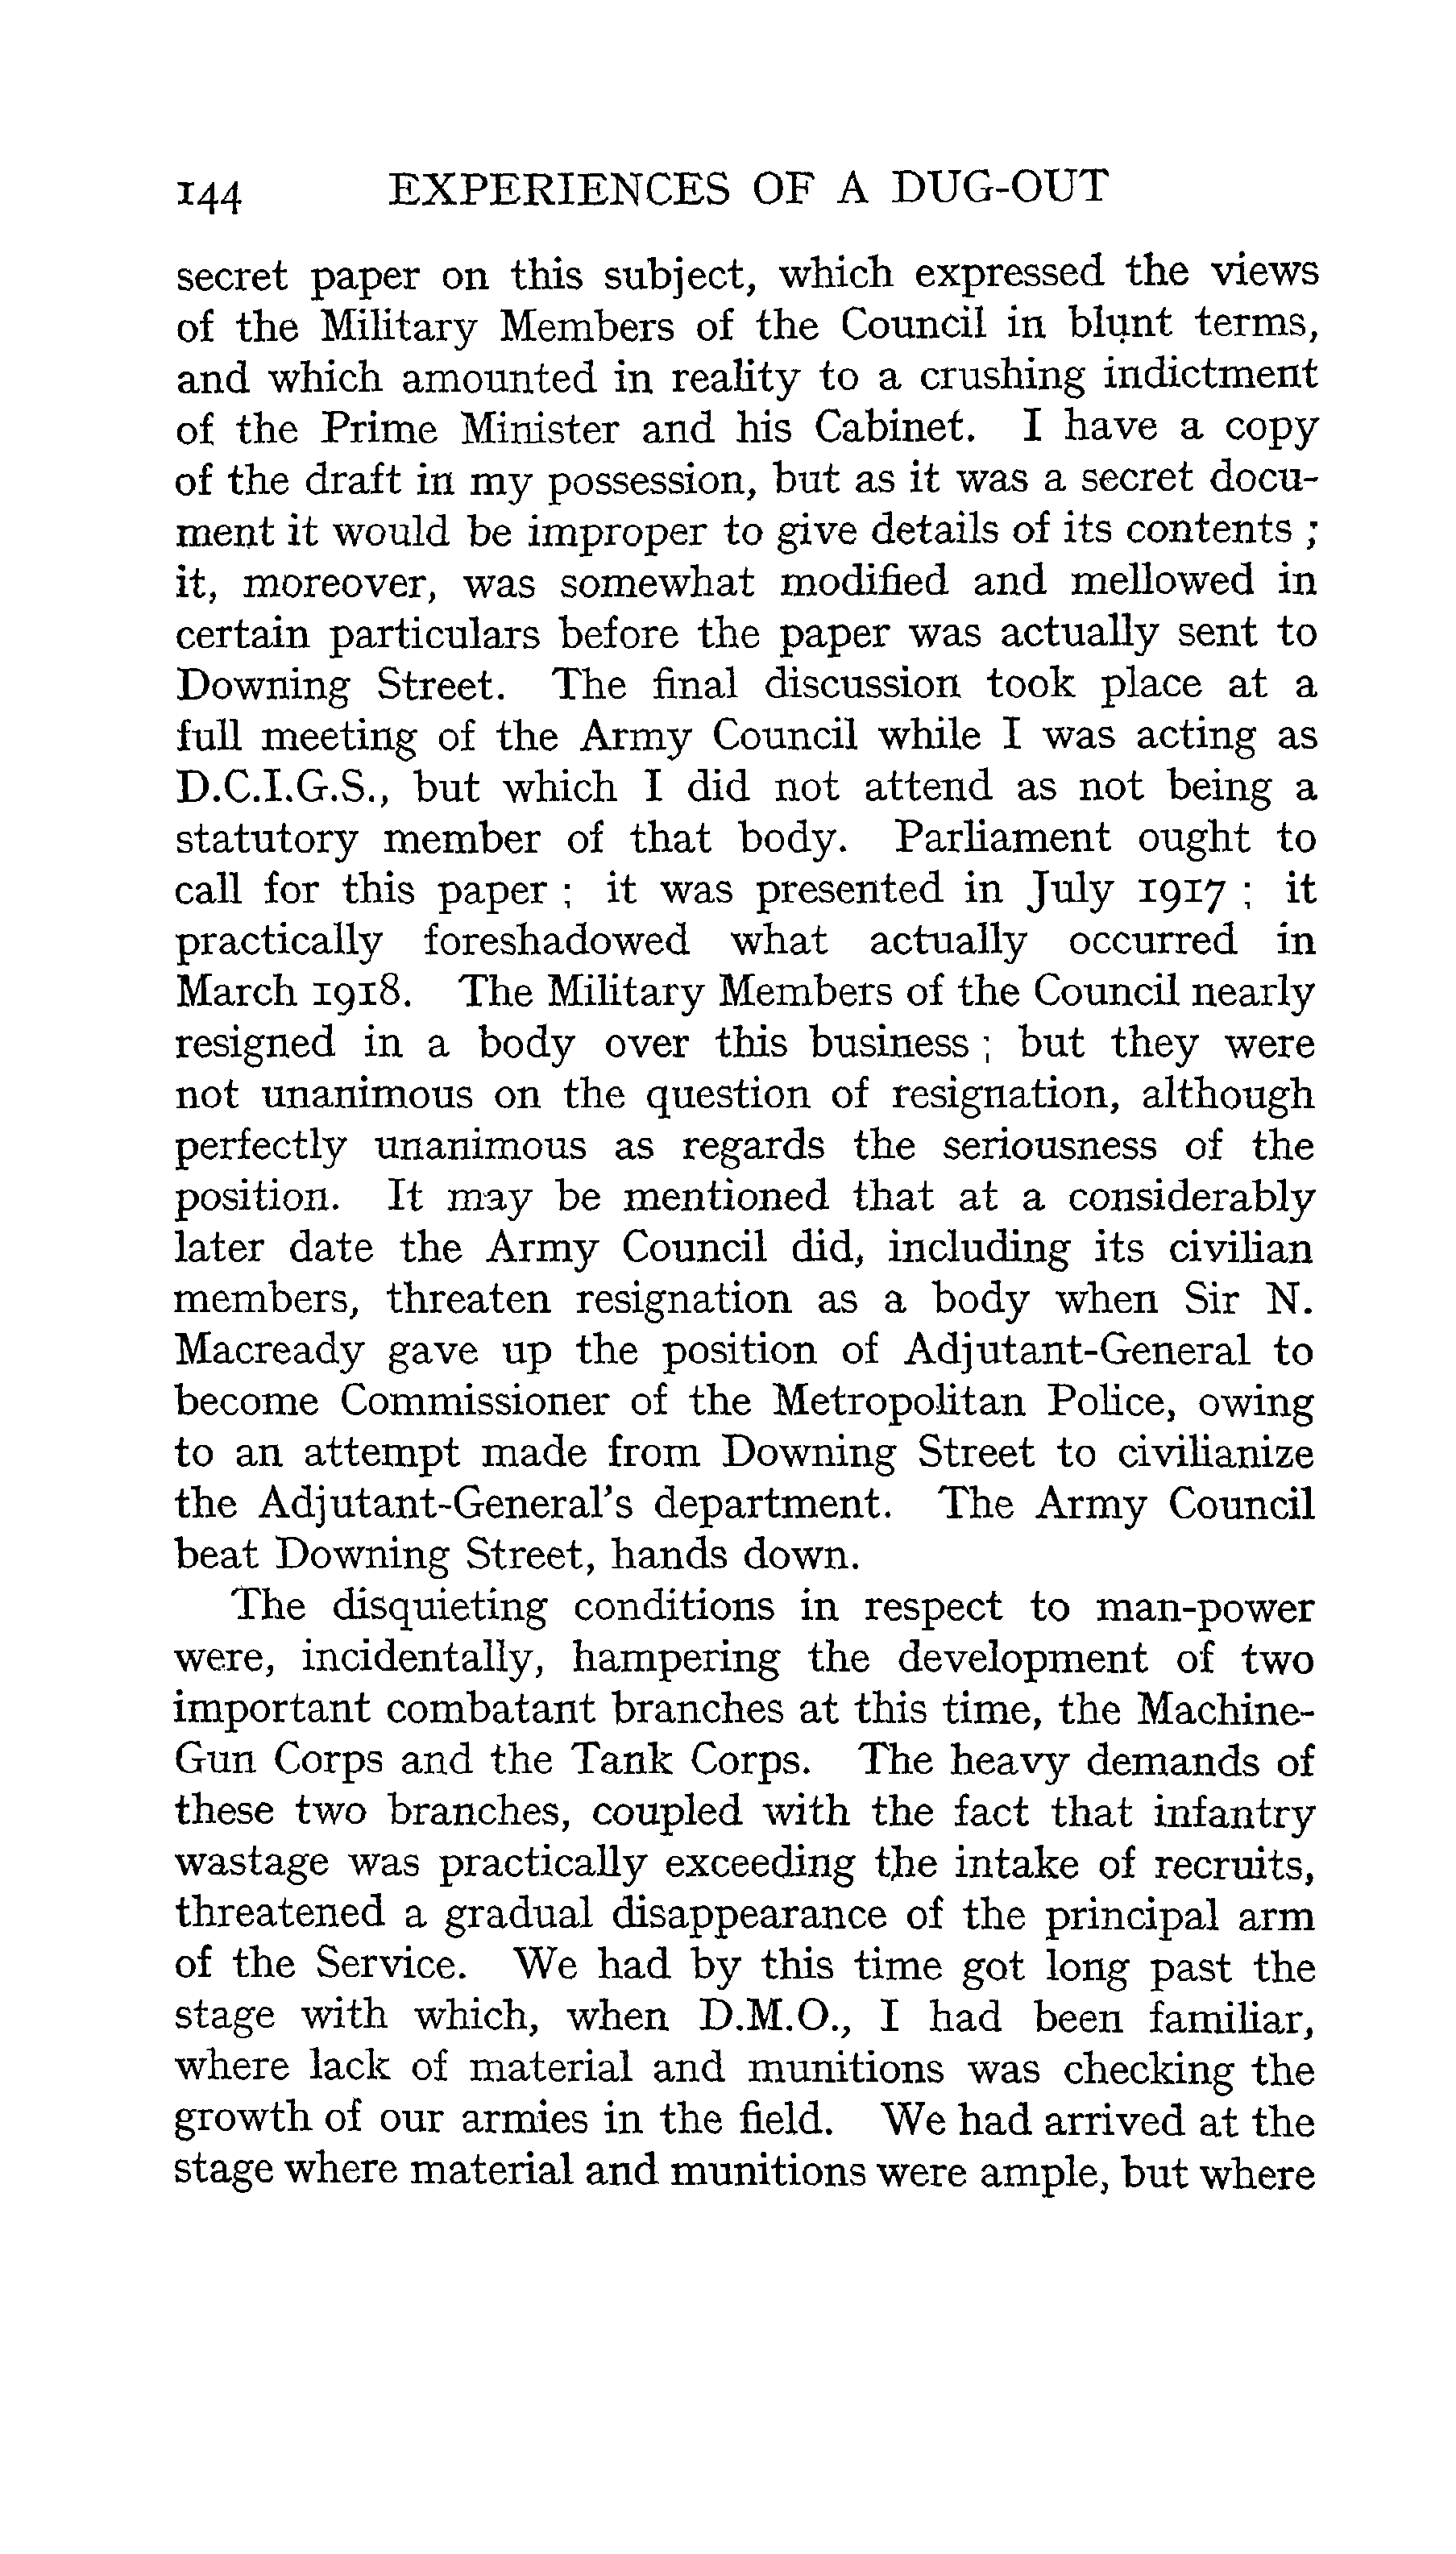 144 EXPERIENCES OF A DUG-OUT
secret paper on this subject, which expressed the views
of the Military Members of the Council in blunt terms,
and which amounted in reality to a crushing indictment
of the Prime Minister and his Cabinet. I have a copy
of the draft in my possession, but as it was a secret docu-
ment it would be improper to give details of its contents ;
it, moreover, was somewhat modified and mellowed in
certain particulars before the paper was actually sent to
Downing Street. The final discussion took place at a
full meeting of the Army Council while I was acting as
D.C.I.G.S., but which I did not attend as not being a
statutory member of that body. Parliament ought to
call for this paper ; it was presented in July 1917 ; it
practically foreshadowed what actually occurred in
March 1918. The Military Members of the Council nearly
resigned in a body over this business ; but they were
not unanimous on the question of resignation, although
perfectly unanimous as regards the seriousness of the
position. It may be mentioned that at a considerably
later date the Army Council did, including its civilian
members, threaten resignation as a body when Sir N.
Macready gave up the position of Adjutant-General to
become Commissioner of the Metropolitan Police, owing
to an attempt made from Downing Street to civilianize
the Adjutant-General's department. The Army Council
beat Downing Street, hands down.
The disquieting conditions in respect to man-power
were, incidentally, hampering the development of two
important combatant branches at this time, the Machine-
Gun Corps and the Tank Corps. The heavy demands of
these two branches, coupled with the fact that infantry
wastage was practically exceeding the intake of recruits,
threatened a gradual disappearance of the principal arm
of the Service. We had by this time got long past the
stage with which, when D.M.O., I had been familiar,
where lack of material and munitions was checking the
growth of our armies in the field. We had arrived at the
stage where material and munitions were ample, but where